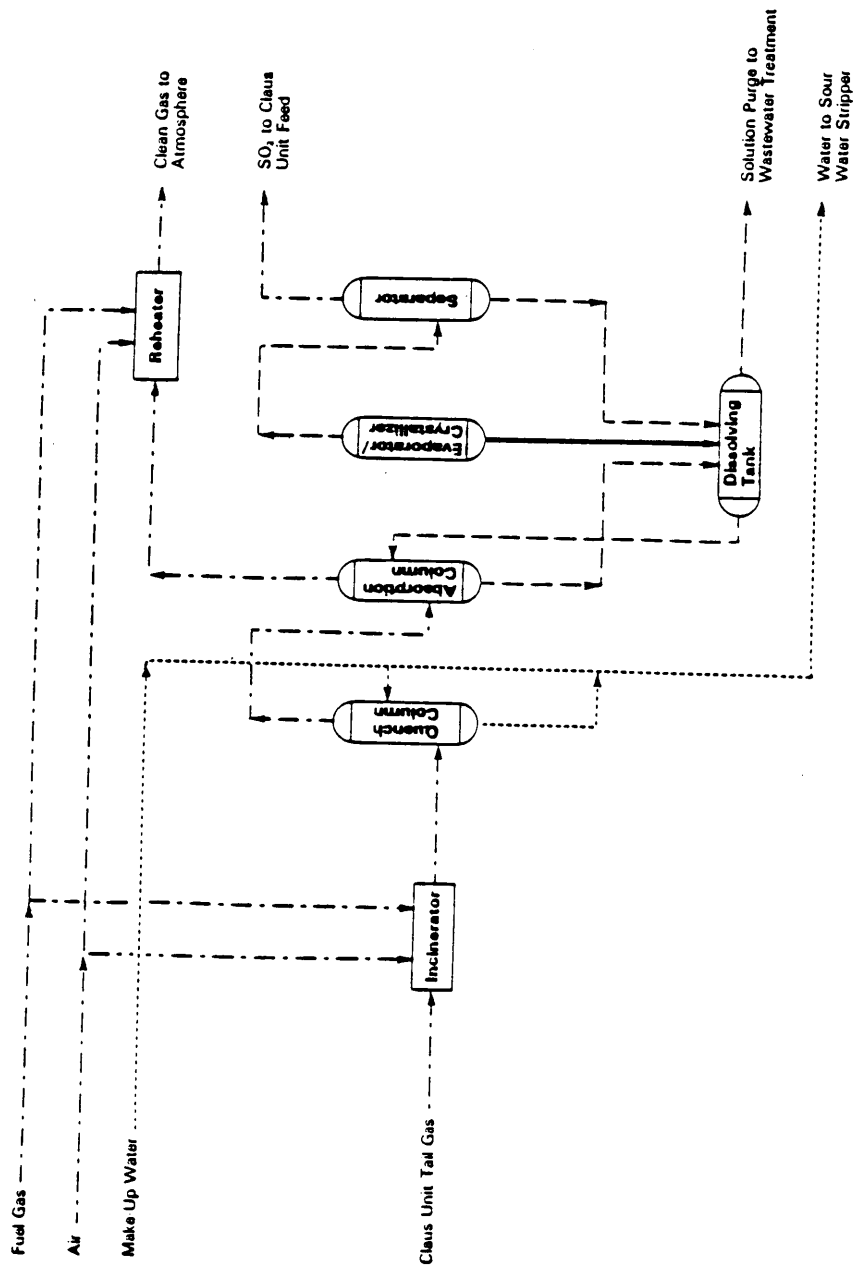 Fuel Gas
Air
Make-Up Water
Claus Unit Tail Gas
Incinerator
Quench
Column
Absorption
Column
Evaporator/
Crystallizer
Separator
Reheater
Dissolving
Tank
Clean Gas to
Atmosphere
SO₂ to Claus
Unit Feed
Solution Purge to
Wastewater Treatment
Water to Sour
Water Stripper